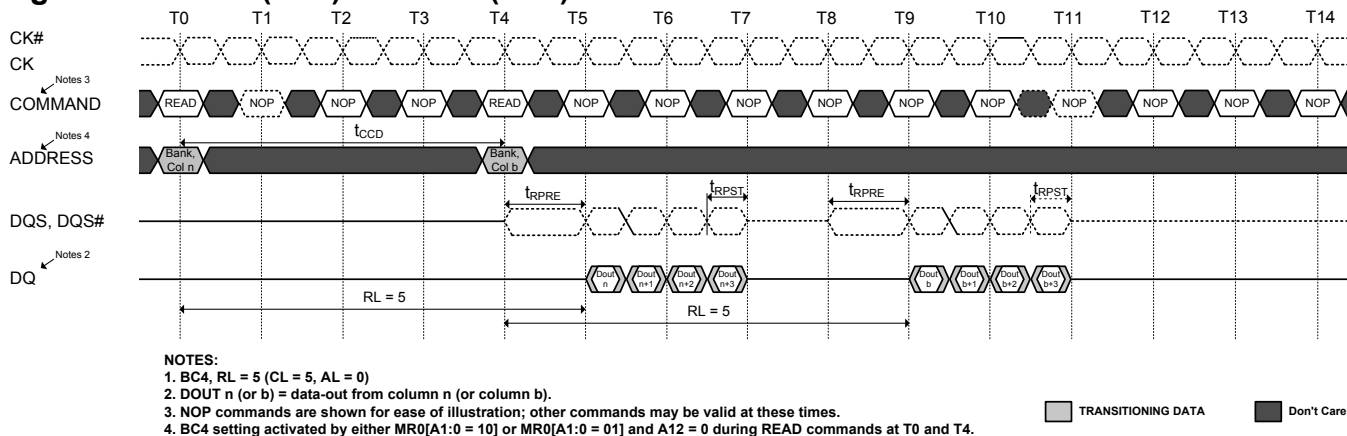 T0 T1 T2 T3 T4 T5 T6 T7 T8 T9 T10 T11 T12 T13 T14
CK#
CK
Notes 3
COMMAND READ NOP NOP NOP READ NOP NOP NOP NOP NOP NOP NOP NOP NOP NOP
Notes 4
tCCD
ADDRESS Bank, Col n Bank, Col b
tRPRE tRPST tRPRE tRPST
DQS, DQS#
Notes 2
DQ Dout n Dout n+1 Dout n+2 Dout n+3 Dout b Dout b+1 Dout b+2 Dout b+3
RL = 5
RL = 5
NOTES:
1. BC4, RL = 5 (CL = 5, AL = 0)
2. DOUT n (or b) = data-out from column n (or column b).
3. NOP commands are shown for ease of illustration; other commands may be valid at these times.
4. BC4 setting activated by either MR0[A1:0 = 10] or MR0[A1:0 = 01] and A12 = 0 during READ commands at T0 and T4.
TRANSITIONING DATA Don't Care